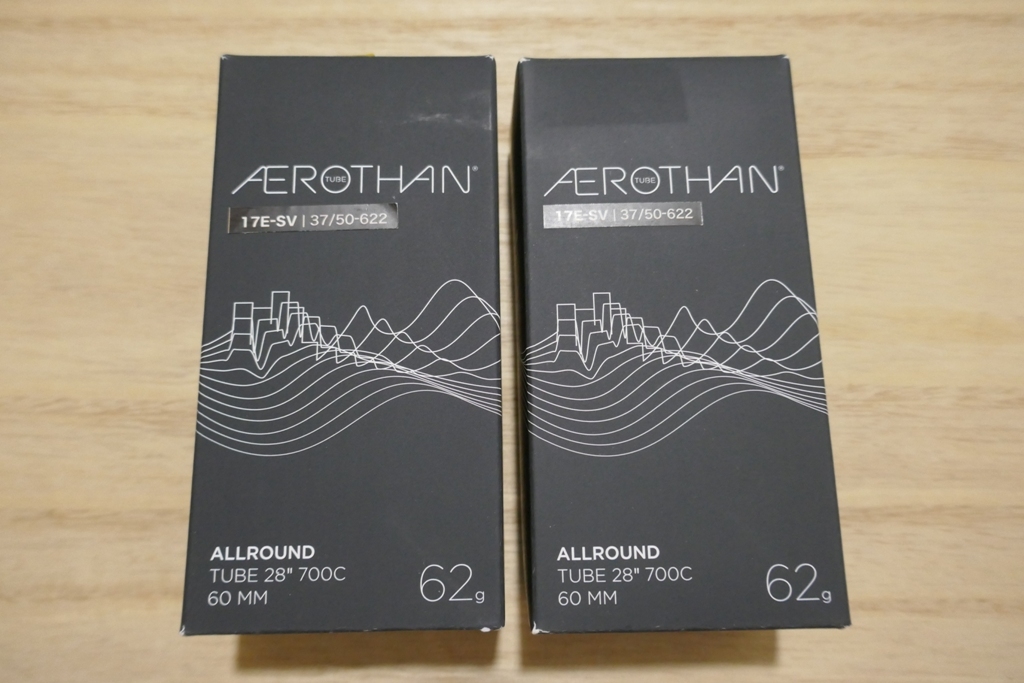 ÆROTHAN®
TUBE
17E-SV | 37/50-622
ALLROUND
TUBE 28" 700C
60 MM
62g
ÆROTHAN®
TUBE
17E-SV | 37/50-622
ALLROUND
TUBE 28" 700C
60 MM
62g